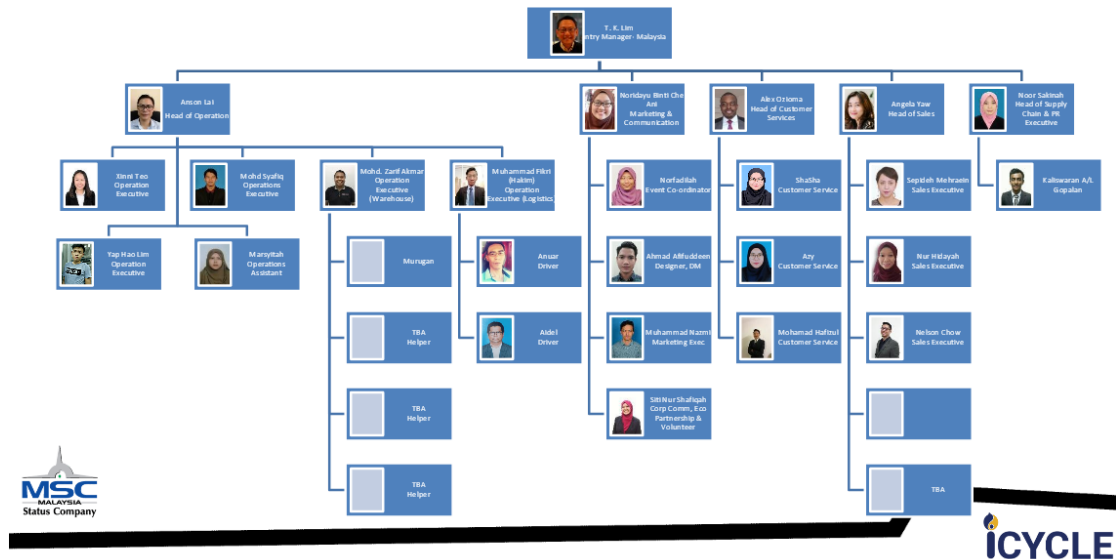 T. K. Lim
ntry Manager- Malaysia
Anson Lai
Head of Operation
Noridayu Binti Che
Ani
Marketing &
Communication
Alex Ozioma
Head of Customer
Services
Angela Yaw
Head of Sales
Noor Sakinah
Head of Supply
Chain & PR
Executive
Xinni Teo
Operation
Executive
Mohd Syafiq
Operations
Executive
Mohd. Zarif Akmar
Operation
Executive
(Warehouse)
Muhammad Fikri
(Hakim)
Operation
Executive (Logistics)
Norfadilah
Event Co-ordinator
ShaSha
Customer Service
Sepideh Mehraein
Sales Executive
Kaliswaran A/L
Gopalan
Yap Hao Lim
Operation
Executive
Marsyitah
Operations
Assistant
Murugan
Anuar
Driver
Ahmad Afifuddeen
Designer, DM
Azy
Customer Service
Nur Hidayah
Sales Executive
TBA
Helper
Aidel
Driver
Muhammad Nazmi
Marketing Exec
Mohamad Hafizul
Customer Service
Nelson Chow
Sales Executive
TBA
Helper
Siti Nur Shafiqah
Corp Comm, Eco
Partnership &
Volunteer
TBA
Helper
TBA
MSC
MALAYSIA
Status Company
iCYCLE